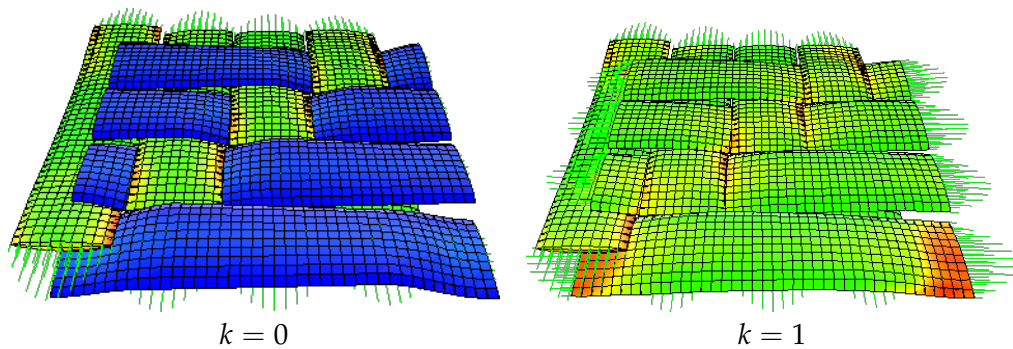 k = 0
k = 1